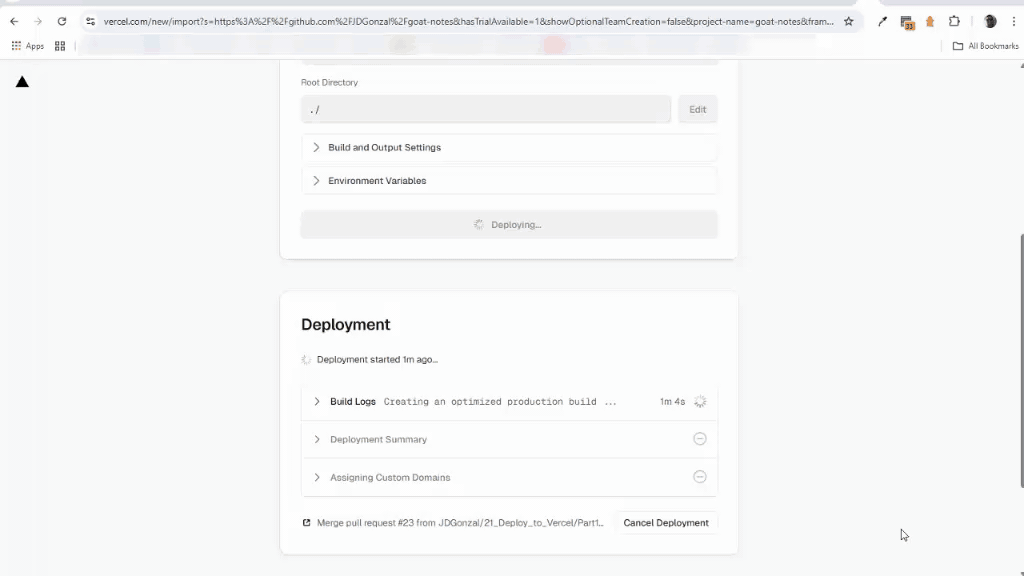 vercel.com/new/import?s=https%3A%2F%2Fgithub.com%2FJDGonzal%2Fgoat-notes&hasTrialAvailable=1&showOptionalTeamCreation=false&project-name=goat-notes&fram...
Apps
All Bookmarks
Root Directory
./
Edit
Build and Output Settings
Environment Variables
Deploying...
Deployment
Deployment started 1m ago...
Build Logs Creating an optimized production build ... 1m 4s
Deployment Summary
Assigning Custom Domains
Merge pull request #23 from JDGonzal/21_Deploy_to_Vercel/Part1... Cancel Deployment